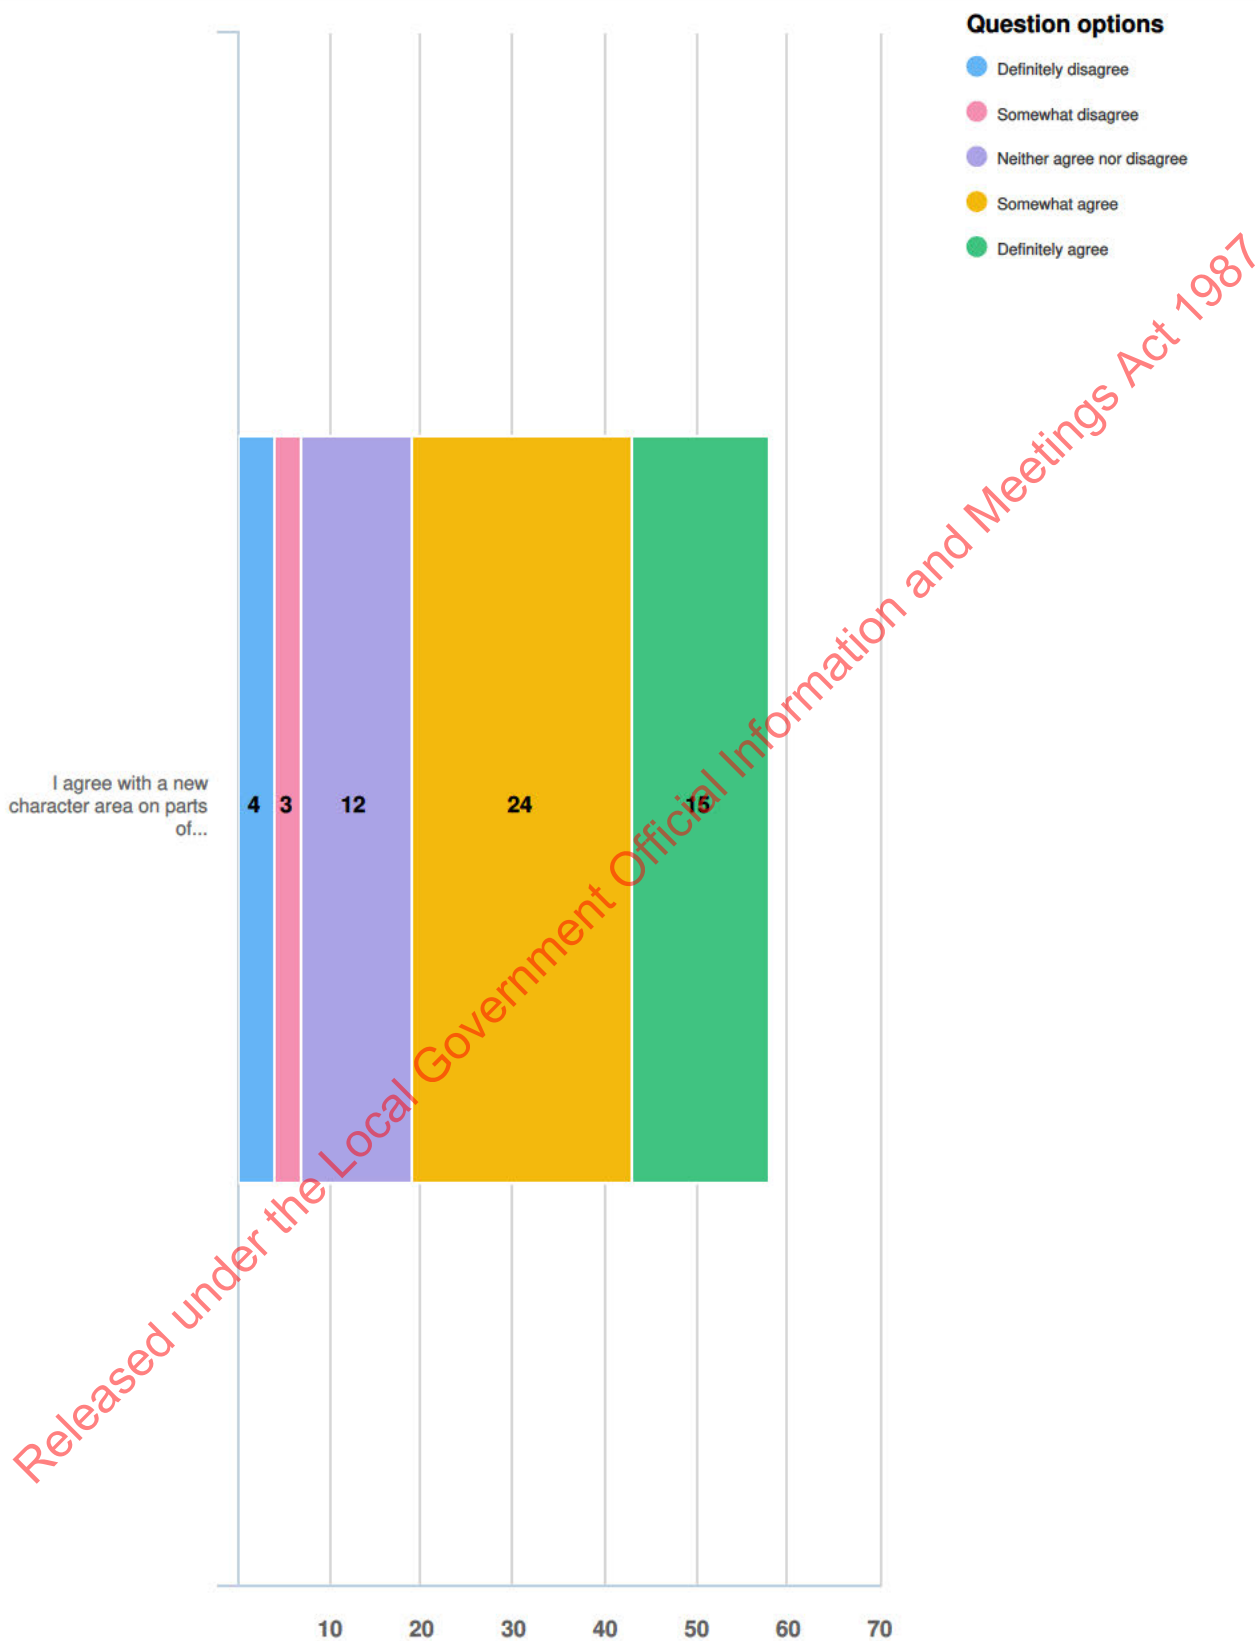 Question options
Definitely disagree
Somewhat disagree
Neither agree nor disagree
Somewhat agree
Definitely agree
I agree with a new
character area on parts
of...
4 3 12 24 15
10 20 30 40 50 60 70
Released under the Local Government Official Information and Meetings Act 1987